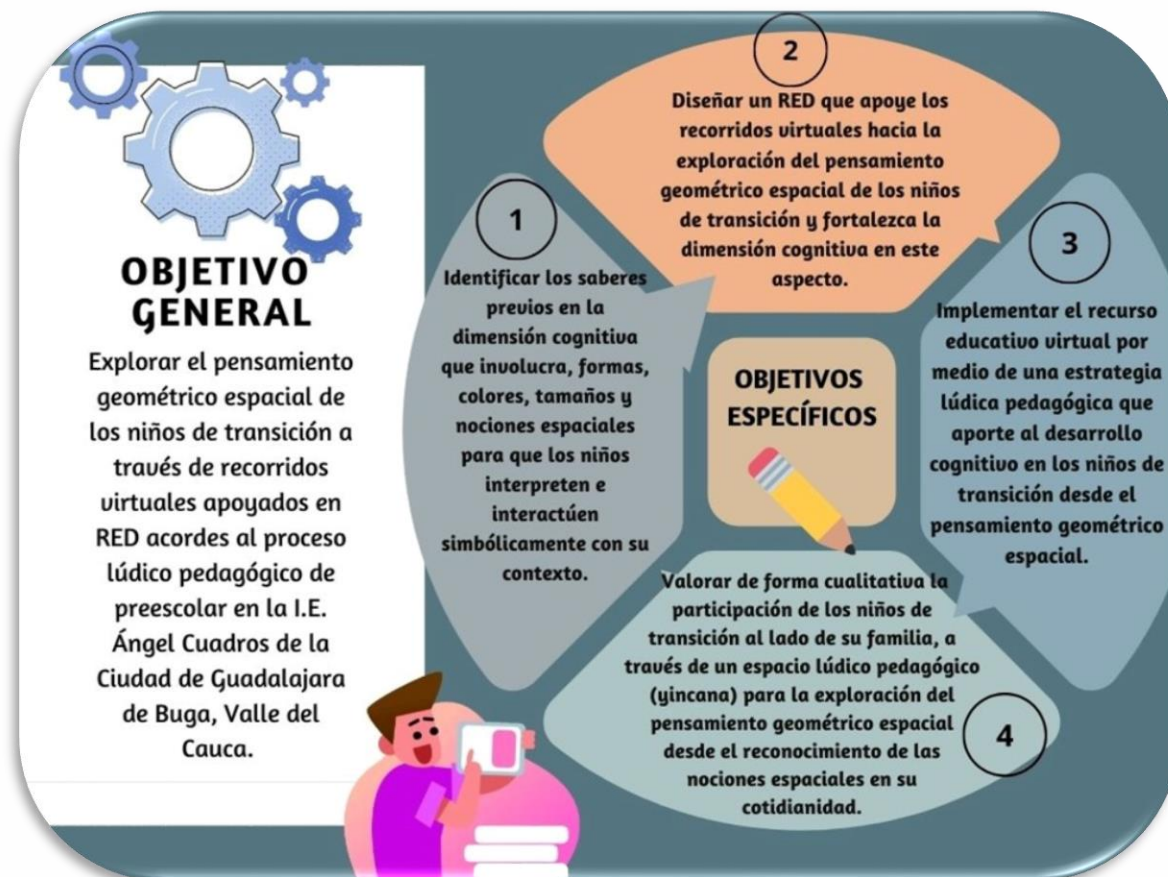 OBJETIVO
GENERAL
Explorar el pensamiento
geométrico espacial de
los niños de transición a
través de recorridos
virtuales apoyados en
RED acordes al proceso
lúdico pedagógico de
preescolar en la I.E.
Ángel Cuadros de la
Ciudad de Guadalajara
de Buga, Valle del
Cauca.
1
Identificar los saberes
previos en la
dimensión cognitiva
que involucra, formas,
colores, tamaños y
nociones espaciales
para que los niños
interpreten e
interactúen
simbólicamente con su
contexto.
2
Diseñar un RED que apoye los
recorridos virtuales hacia la
exploración del pensamiento
geométrico espacial de los niños
de transición y fortalezca la
dimensión cognitiva en este
aspecto.
OBJETIVOS
ESPECÍFICOS
3
Implementar el recurso
educativo virtual por
medio de una estrategia
lúdica pedagógica que
aporte al desarrollo
cognitivo en los niños de
transición desde el
pensamiento geométrico
espacial.
Valorar de forma cualitativa la
participación de los niños de
transición al lado de su familia, a
través de un espacio lúdico pedagógico
(yincana) para la exploración del
pensamiento geométrico espacial
desde el reconocimiento de las
nociones espaciales en su
cotidianidad.
4